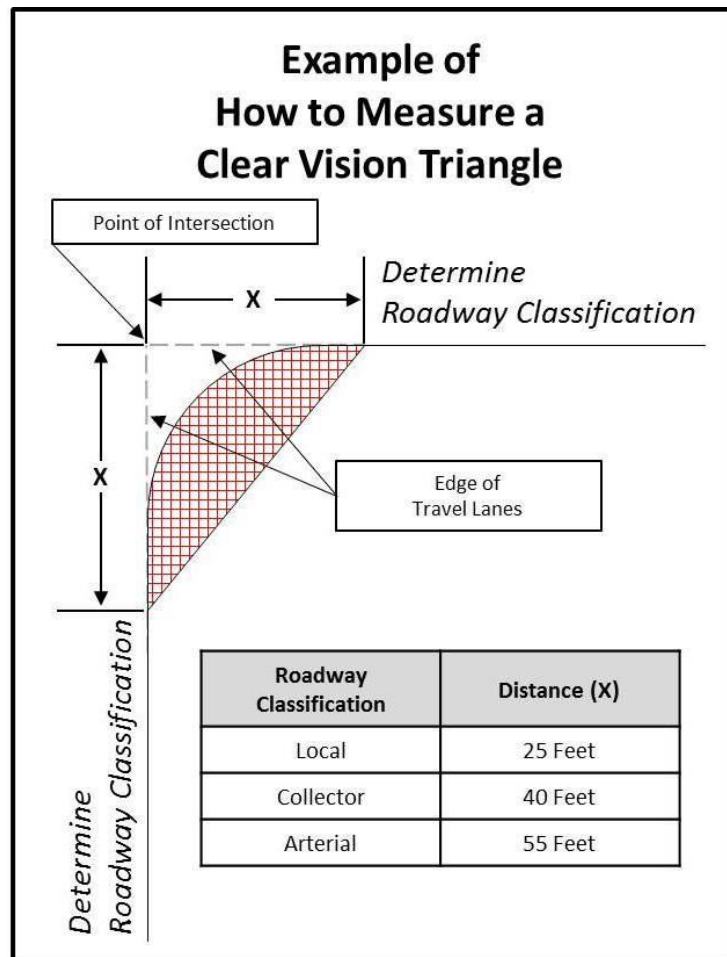 Example of
How to Measure a
Clear Vision Triangle
Point of Intersection
X
Determine
Roadway Classification
X
Edge of
Travel Lanes
Determine
Roadway Classification
Roadway
Classification
Distance (X)
Local
25 Feet
Collector
40 Feet
Arterial
55 Feet